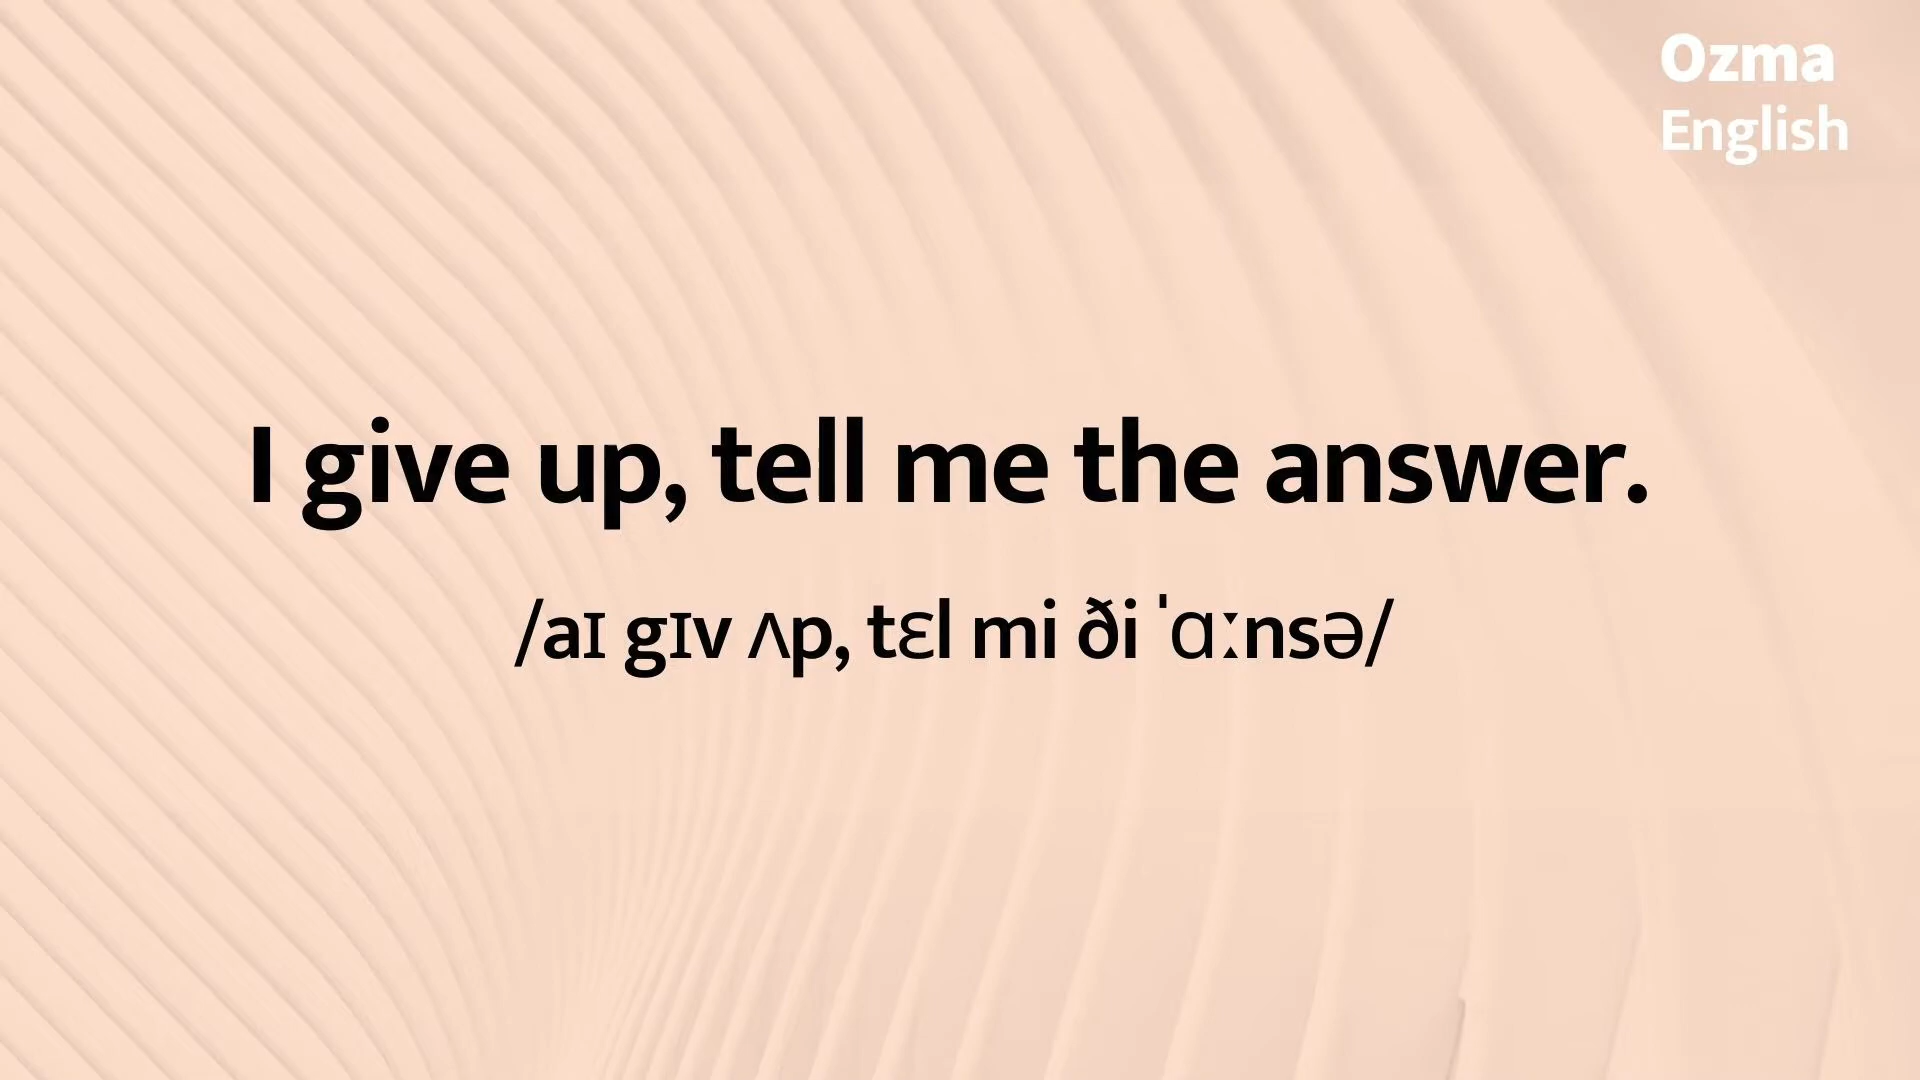 Ozma
English
I give up, tell me the answer.
/aɪ gɪv ʌp, tɛl mi ði ˈɑːnsə/